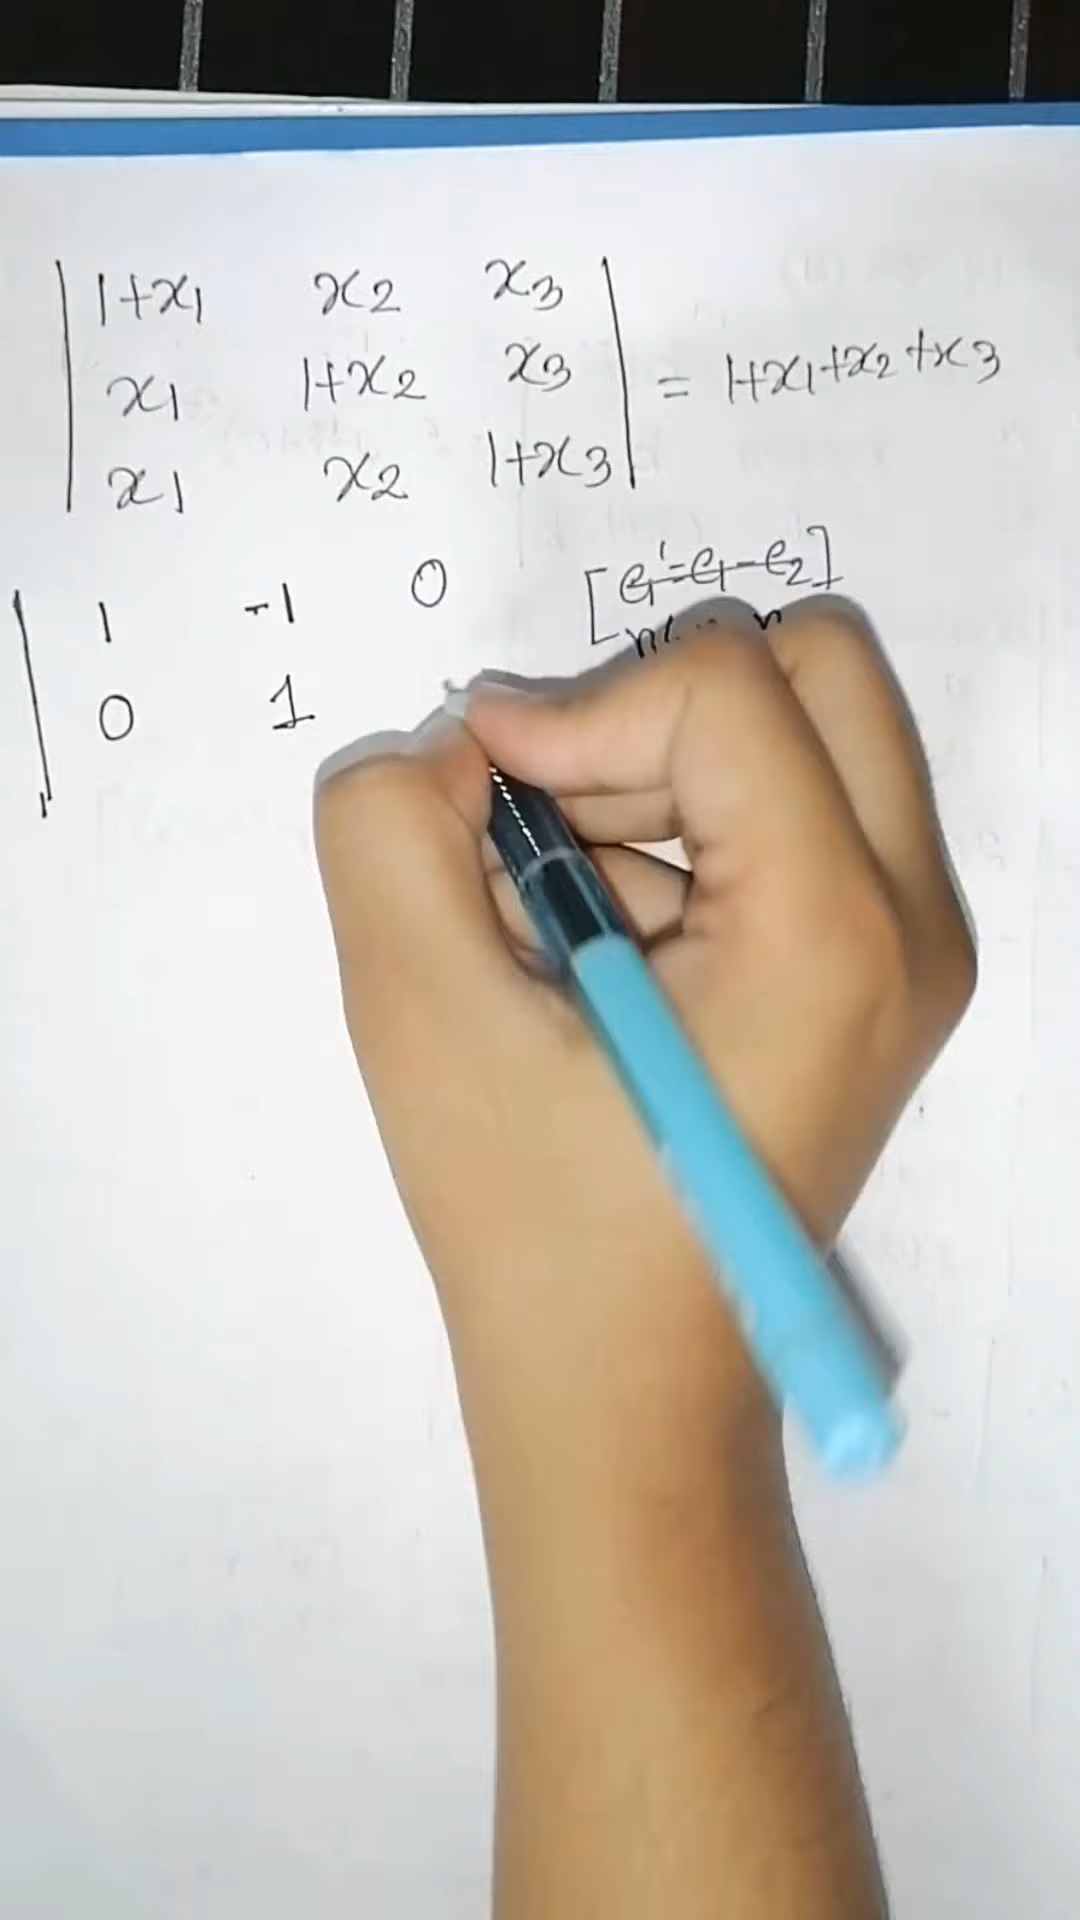 | 1+x₁ x₂ x₃ |
| x₁ 1+x₂ x₃ | = 1+x₁+x₂+x₃
| x₁ x₂ 1+x₃ |
| 1 -1 0 [C₁'=C₁-C₂]
| 0 1